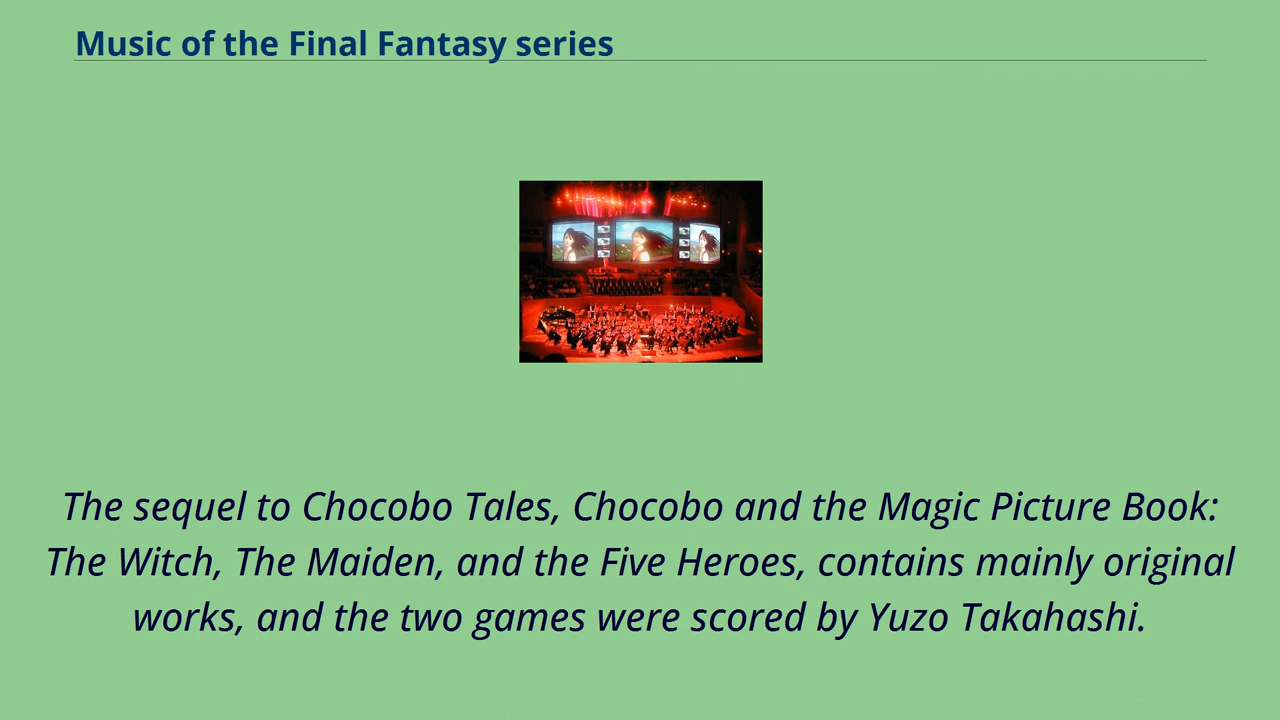 Music of the Final Fantasy series
The sequel to Chocobo Tales, Chocobo and the Magic Picture Book:
The Witch, The Maiden, and the Five Heroes, contains mainly original
works, and the two games were scored by Yuzo Takahashi.